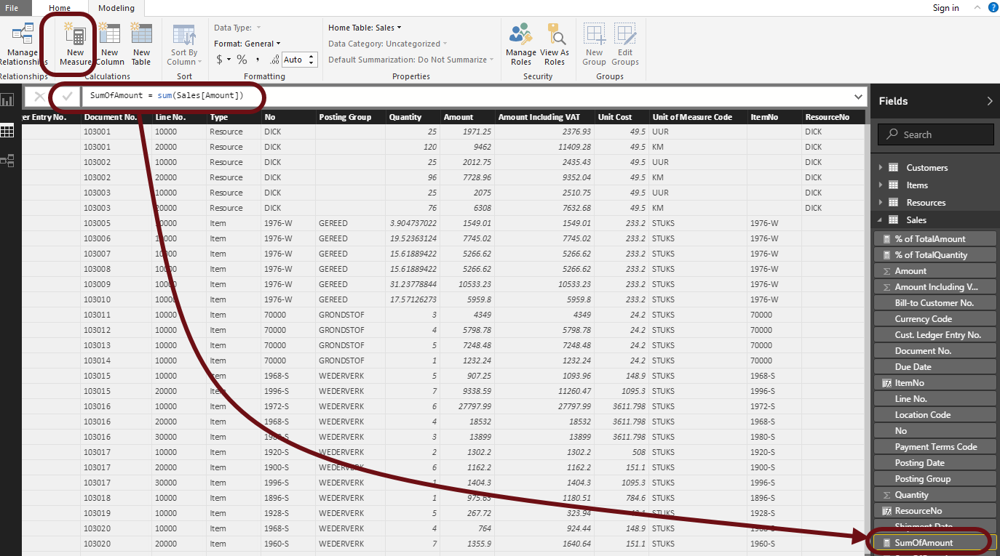 File Home Modeling Sign in
Manage Relationships New Measure New Column New Table Sort By Column Data Type: Home Table: Sales Manage Roles View As Roles New Group Edit Groups
Format: General Data Category: Uncategorized
$ % , .00 Auto Default Summarization: Do Not Summarize
Relationships Calculations Sort Formatting Properties Security Groups
SumOfAmount = sum(Sales[Amount])
er Entry No. Document No. Line No. Type No Posting Group Quantity Amount Amount Including VAT Unit Cost Unit of Measure Code ItemNo ResourceNo
103001 10000 Resource DICK 25 1971.25 2376.93 49.5 UUR DICK
103001 20000 Resource DICK 120 9462 11409.28 49.5 KM DICK
103002 10000 Resource DICK 25 2012.75 2435.43 49.5 UUR DICK
103002 20000 Resource DICK 96 7728.96 9352.04 49.5 KM DICK
103003 10000 Resource DICK 25 2075 2510.75 49.5 UUR DICK
103003 20000 Resource DICK 76 6308 7632.68 49.5 KM DICK
103005 10000 Item 1976-W GEREED 3.904737022 1549.01 1549.01 233.2 STUKS 1976-W
103006 10000 Item 1976-W GEREED 19.52363124 7745.02 7745.02 233.2 STUKS 1976-W
103007 10000 Item 1976-W GEREED 15.61889422 5266.62 5266.62 233.2 STUKS 1976-W
103008 10000 Item 1976-W GEREED 15.61889422 5266.62 5266.62 233.2 STUKS 1976-W
103009 10000 Item 1976-W GEREED 31.23778844 10533.23 10533.23 233.2 STUKS 1976-W
103010 10000 Item 1976-W GEREED 17.57126273 5959.8 5959.8 233.2 STUKS 1976-W
103011 10000 Item 70000 GRONDSTOF 3 4349 4349 24.2 STUKS 70000
103012 10000 Item 70000 GRONDSTOF 4 5798.78 5798.78 24.2 STUKS 70000
103013 10000 Item 70000 GRONDSTOF 5 7248.48 7248.48 24.2 STUKS 70000
103014 10000 Item 70000 GRONDSTOF 1 1232.24 1232.24 24.2 STUKS 70000
103015 10000 Item 1968-S WEDERVERK 5 907.25 1093.96 148.9 STUKS 1968-S
103015 20000 Item 1996-S WEDERVERK 7 9338.59 11260.47 1095.3 STUKS 1996-S
103016 10000 Item 1972-S WEDERVERK 6 27797.99 27797.99 3611.798 STUKS 1972-S
103016 20000 Item 1968-S WEDERVERK 4 18532 18532 3611.798 STUKS 1968-S
103016 30000 Item 1980-S WEDERVERK 3 13899 13899 3611.798 STUKS 1980-S
103017 10000 Item 1920-S WEDERVERK 2 1302.2 1302.2 508 STUKS 1920-S
103017 20000 Item 1900-S WEDERVERK 6 1162.2 1162.2 151.1 STUKS 1900-S
103017 30000 Item 1996-S WEDERVERK 1 1404.3 1404.3 1095.3 STUKS 1996-S
103018 10000 Item 1896-S WEDERVERK 1 975.63 1180.51 784.6 STUKS 1896-S
103019 10000 Item 1928-S WEDERVERK 5 267.72 323.94 STUKS 1928-S
103020 10000 Item 1968-S WEDERVERK 4 764 924.44 148.9 STUKS 1968-S
103020 20000 Item 1960-S WEDERVERK 7 1355.9 1640.64 151.1 STUKS 1960-S
Fields
Search
Customers
Items
Resources
Sales
% of TotalAmount
% of TotalQuantity
Amount
Amount Including V...
Bill-to Customer No.
Currency Code
Cust. Ledger Entry No.
Document No.
Due Date
ItemNo
Line No.
Location Code
No
Payment Terms Code
Posting Date
Posting Group
Quantity
ResourceNo
Shipment Date
SumOfAmount